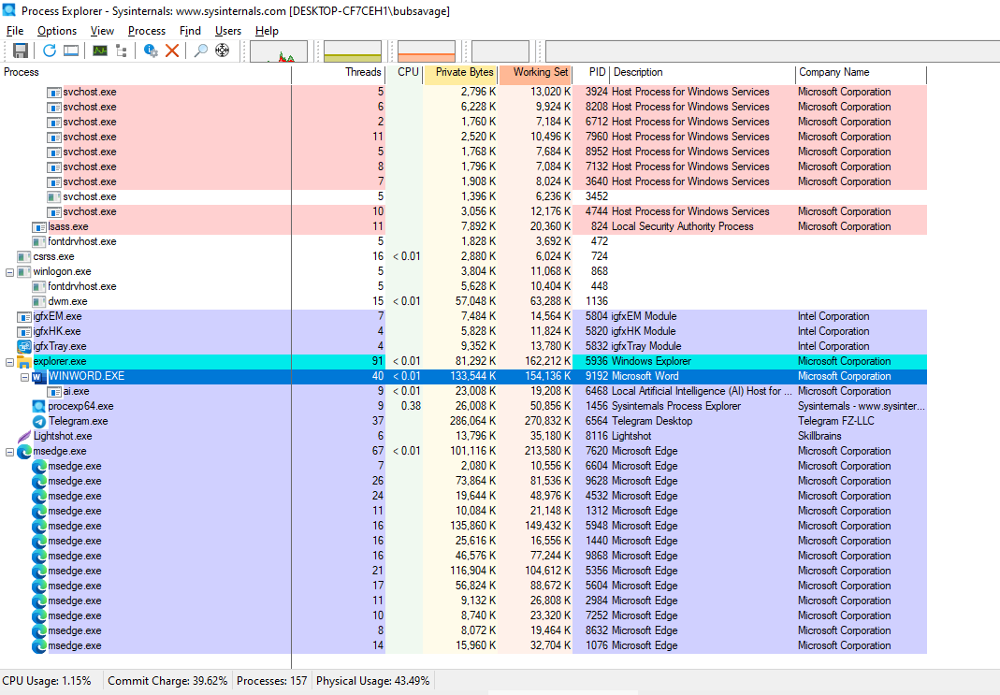 Process Explorer - Sysinternals: www.sysinternals.com [DESKTOP-CF7CEH1\bubsavage]
File Options View Process Find Users Help
Process Threads CPU Private Bytes Working Set PID Description Company Name
svchost.exe 5 2,796 K 13,020 K 3924 Host Process for Windows Services Microsoft Corporation
svchost.exe 6 6,228 K 9,924 K 8208 Host Process for Windows Services Microsoft Corporation
svchost.exe 2 1,760 K 7,184 K 6712 Host Process for Windows Services Microsoft Corporation
svchost.exe 11 2,520 K 10,496 K 7960 Host Process for Windows Services Microsoft Corporation
svchost.exe 5 1,768 K 7,684 K 8952 Host Process for Windows Services Microsoft Corporation
svchost.exe 8 1,796 K 7,084 K 7132 Host Process for Windows Services Microsoft Corporation
svchost.exe 7 1,908 K 8,024 K 3640 Host Process for Windows Services Microsoft Corporation
svchost.exe 5 1,396 K 6,236 K 3452
svchost.exe 10 3,056 K 12,176 K 4744 Host Process for Windows Services Microsoft Corporation
lsass.exe 11 7,892 K 20,360 K 824 Local Security Authority Process Microsoft Corporation
fontdrvhost.exe 5 1,828 K 3,692 K 472
csrss.exe 16 < 0.01 2,880 K 6,024 K 724
winlogon.exe 5 3,804 K 11,068 K 868
fontdrvhost.exe 5 5,628 K 10,404 K 448
dwm.exe 15 < 0.01 57,048 K 63,288 K 1136
igfxEM.exe 7 7,484 K 14,564 K 5804 igfxEM Module Intel Corporation
igfxHK.exe 4 5,828 K 11,824 K 5820 igfxHK Module Intel Corporation
igfxTray.exe 4 9,352 K 13,780 K 5832 igfxTray Module Intel Corporation
explorer.exe 91 < 0.01 81,292 K 162,212 K 5936 Windows Explorer Microsoft Corporation
WINWORD.EXE 40 < 0.01 133,544 K 154,136 K 9192 Microsoft Word Microsoft Corporation
ai.exe 9 < 0.01 23,008 K 19,208 K 6468 Local Artificial Intelligence (AI) Host for ... Microsoft Corporation
procexp64.exe 9 0.38 26,008 K 50,856 K 1456 Sysinternals Process Explorer Sysinternals - www.sysinter...
Telegram.exe 37 286,064 K 270,832 K 6564 Telegram Desktop Telegram FZ-LLC
Lightshot.exe 6 13,796 K 35,180 K 8116 Lightshot Skillbrains
msedge.exe 67 < 0.01 101,116 K 213,580 K 7620 Microsoft Edge Microsoft Corporation
msedge.exe 7 2,080 K 10,556 K 6604 Microsoft Edge Microsoft Corporation
msedge.exe 26 73,864 K 81,536 K 9628 Microsoft Edge Microsoft Corporation
msedge.exe 24 19,644 K 48,976 K 4532 Microsoft Edge Microsoft Corporation
msedge.exe 11 10,084 K 21,148 K 1312 Microsoft Edge Microsoft Corporation
msedge.exe 16 135,860 K 149,432 K 5948 Microsoft Edge Microsoft Corporation
msedge.exe 16 25,616 K 16,556 K 1440 Microsoft Edge Microsoft Corporation
msedge.exe 16 46,576 K 77,244 K 9868 Microsoft Edge Microsoft Corporation
msedge.exe 21 116,904 K 104,612 K 5356 Microsoft Edge Microsoft Corporation
msedge.exe 17 56,824 K 88,672 K 5604 Microsoft Edge Microsoft Corporation
msedge.exe 11 9,132 K 26,808 K 2984 Microsoft Edge Microsoft Corporation
msedge.exe 10 8,740 K 23,320 K 7252 Microsoft Edge Microsoft Corporation
msedge.exe 8 8,072 K 19,464 K 8632 Microsoft Edge Microsoft Corporation
msedge.exe 14 15,960 K 32,704 K 1076 Microsoft Edge Microsoft Corporation
CPU Usage: 1.15% Commit Charge: 39.62% Processes: 157 Physical Usage: 43.49%